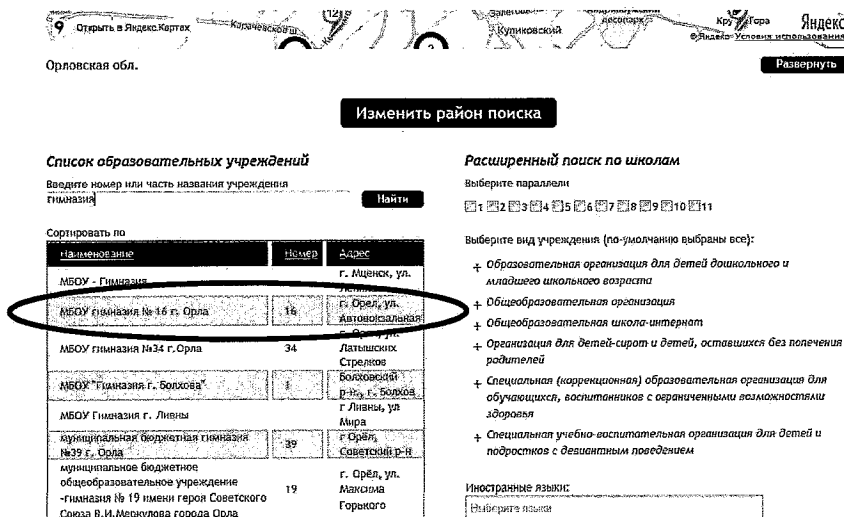 Открыть в Яндекс.Картах
Карачевское ш.
(12)
Залегощь
Куликовский
лесопарк
Кру
Гора
Яндекс
© Яндекс Условия использования
Орловская обл.
Развернуть
Изменить район поиска
Список образовательных учреждений
Введите номер или часть названия учреждения
гимназия
Найти
Сортировать по
Наименование Номер Адрес
МБОУ - Гимназия г. Мценск, ул.
Ленина
МБОУ гимназия № 16 г. Орла 16 г. Орел, ул.
Автовокзальная
МБОУ гимназия №34 г.Орла 34 г. Орел, ул.
Латышских
Стрелков
МБОУ "Гимназия г. Болхова" 1 Болховский
р-н, г. Болхов
МБОУ Гимназия г. Ливны г Ливны, ул
Мира
муниципальная бюджетная гимназия
№39 г. Орла 39 г Орёл,
Советский р-н
муниципальное бюджетное
общеобразовательное учреждение
-гимназия № 19 имени героя Советского
Союза В.И.Меркулова города Орла 19 г. Орёл, ул.
Максима
Горького
Расширенный поиск по школам
Выберите параллели
1 2 3 4 5 6 7 8 9 10 11
Выберите вид учреждения (по-умолчанию выбраны все):
+ Образовательная организация для детей дошкольного и
младшего школьного возраста
+ Общеобразовательная организация
+ Общеобразовательная школа-интернат
+ Организация для детей-сирот и детей, оставшихся без попечения
родителей
+ Специальная (коррекционная) образовательная организация для
обучающихся, воспитанников с ограниченными возможностями
здоровья
+ Специальная учебно-воспитательная организация для детей и
подростков с девиантным поведением
Иностранные языки:
Выберите языки